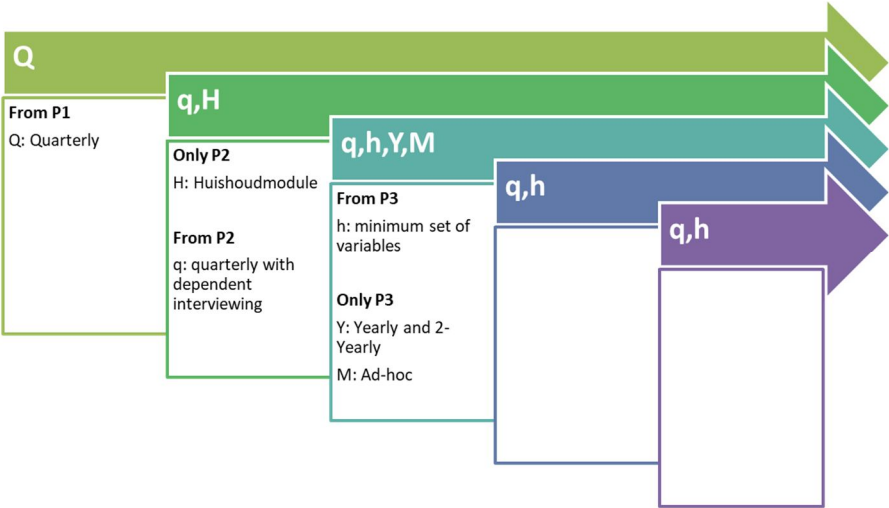 Q
From P1
Q: Quarterly
q,H
Only P2
H: Huishoudmodule
From P2
q: quarterly with
dependent
interviewing
q,h,Y,M
From P3
h: minimum set of
variables
Only P3
Y: Yearly and 2-
Yearly
M: Ad-hoc
q,h
q,h